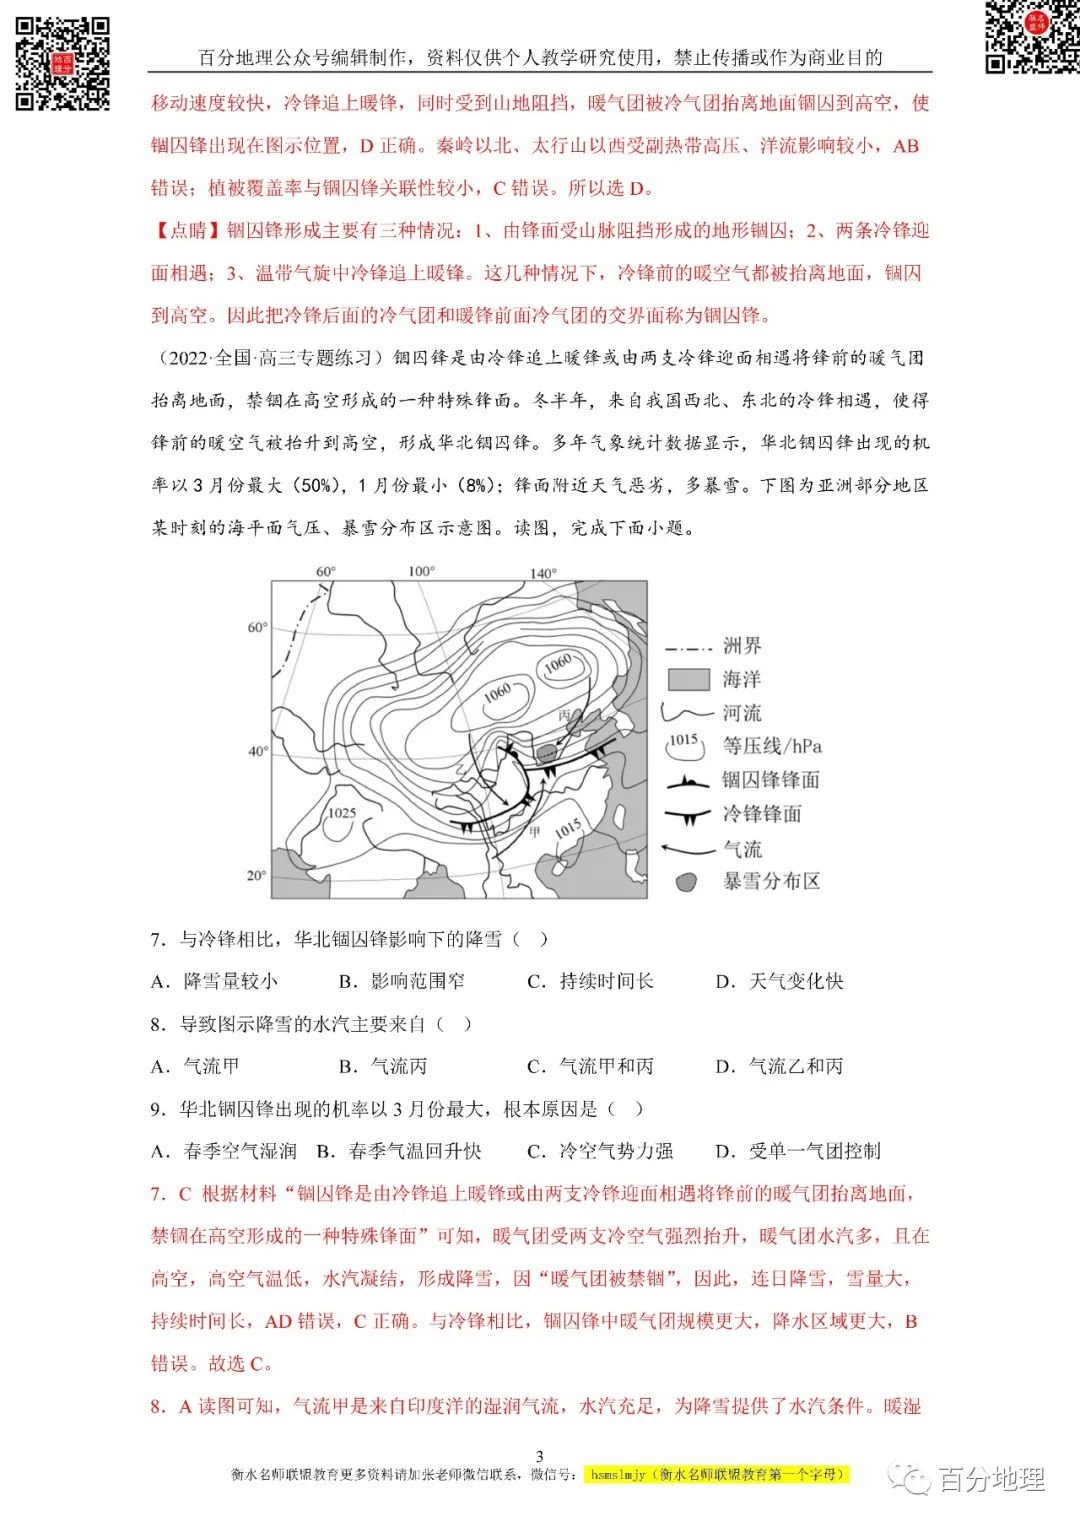 百分地理公众号编辑制作，资料仅供个人教学研究使用，禁止传播或作为商业目的
移动速度较快，冷锋追上暖锋，同时受到山地阻挡，暖气团被冷气团抬离地面锢囚到高空，使
锢囚锋出现在图示位置，D 正确。秦岭以北、太行山以西受副热带高压、洋流影响较小，AB
错误；植被覆盖率与锢囚锋关联性较小，C 错误。所以选 D。
【点睛】锢囚锋形成主要有三种情况：1、由锋面受山脉阻挡形成的地形锢囚；2、两条冷锋迎
面相遇；3、温带气旋中冷锋追上暖锋。这几种情况下，冷锋前的暖空气都被抬离地面，锢囚
到高空。因此把冷锋后面的冷气团和暖锋前面冷气团的交界面称为锢囚锋。
（2022·全国·高三专题练习）锢囚锋是由冷锋追上暖锋或由两支冷锋迎面相遇将锋前的暖气团
抬离地面，禁锢在高空形成的一种特殊锋面。冬半年，来自我国西北、东北的冷锋相遇，使得
锋前的暖空气被抬升到高空，形成华北锢囚锋。多年气象统计数据显示，华北锢囚锋出现的机
率以 3 月份最大（50%），1 月份最小（8%）；锋面附近天气恶劣，多暴雪。下图为亚洲部分地区
某时刻的海平面气压、暴雪分布区示意图。读图，完成下面小题。
60° 100° 140°
60°
40°
20°
1060
1060
丙
乙
1025
甲
1015
洲界
海洋
河流
1015 等压线/hPa
锢囚锋锋面
冷锋锋面
气流
暴雪分布区
7．与冷锋相比，华北锢囚锋影响下的降雪（ ）
A．降雪量较小 B．影响范围窄 C．持续时间长 D．天气变化快
8．导致图示降雪的水汽主要来自（ ）
A．气流甲 B．气流丙 C．气流甲和丙 D．气流乙和丙
9．华北锢囚锋出现的机率以 3 月份最大，根本原因是（ ）
A．春季空气湿润 B．春季气温回升快 C．冷空气势力强 D．受单一气团控制
7．C 根据材料“锢囚锋是由冷锋追上暖锋或由两支冷锋迎面相遇将锋前的暖气团抬离地面，
禁锢在高空形成的一种特殊锋面”可知，暖气团受两支冷空气强烈抬升，暖气团水汽多，且在
高空，高空气温低，水汽凝结，形成降雪，因“暖气团被禁锢”，因此，连日降雪，雪量大，
持续时间长，AD 错误，C 正确。与冷锋相比，锢囚锋中暖气团规模更大，降水区域更大，B
错误。故选 C。
8．A 读图可知，气流甲是来自印度洋的湿润气流，水汽充足，为降雪提供了水汽条件。暖湿
3
衡水名师联盟教育更多资料请加张老师微信联系，微信号： hsmslmjy（衡水名师联盟教育第一个字母）
百分地理